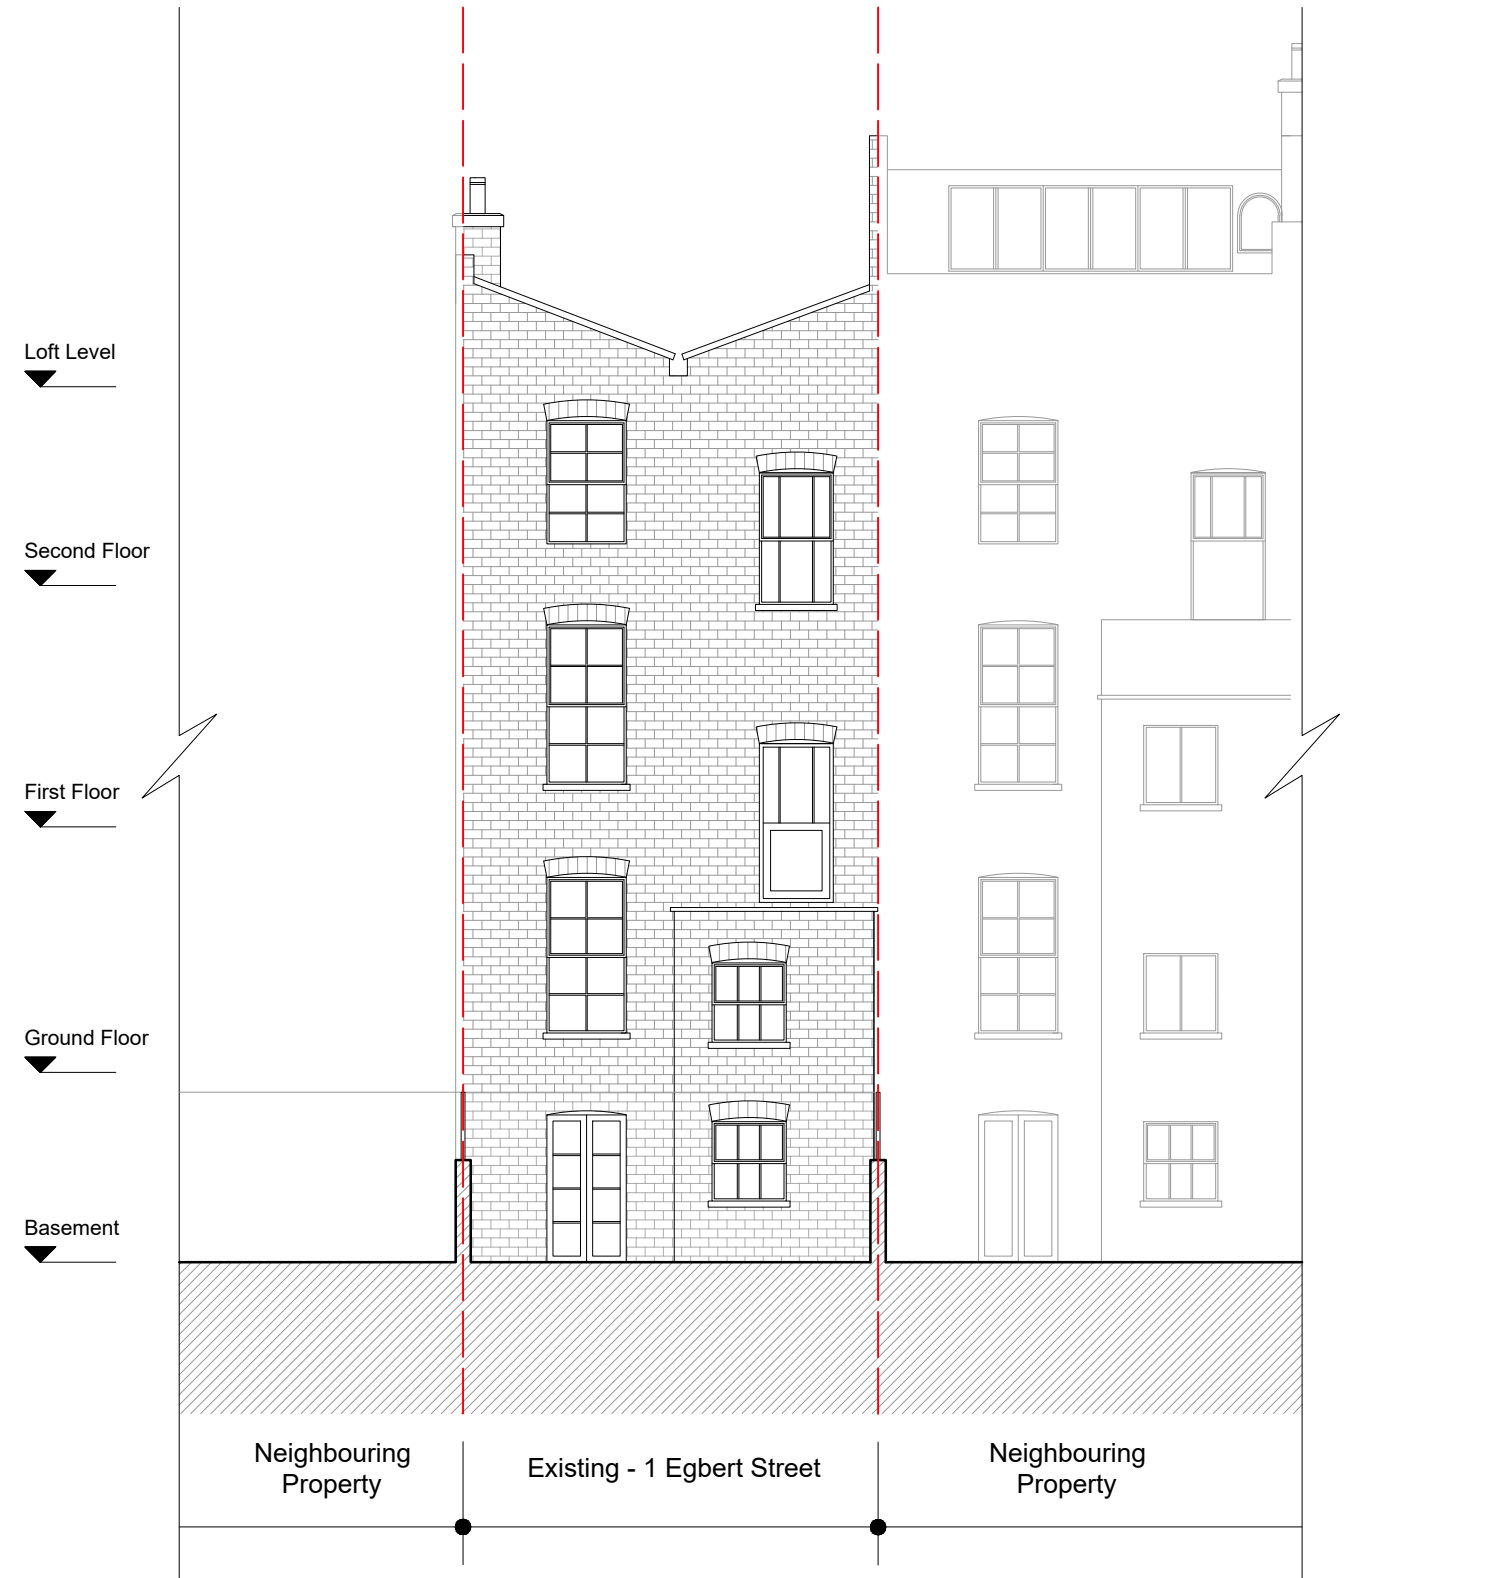 Loft Level
Second Floor
First Floor
Ground Floor
Basement
Neighbouring
Property
Existing - 1 Egbert Street
Neighbouring
Property